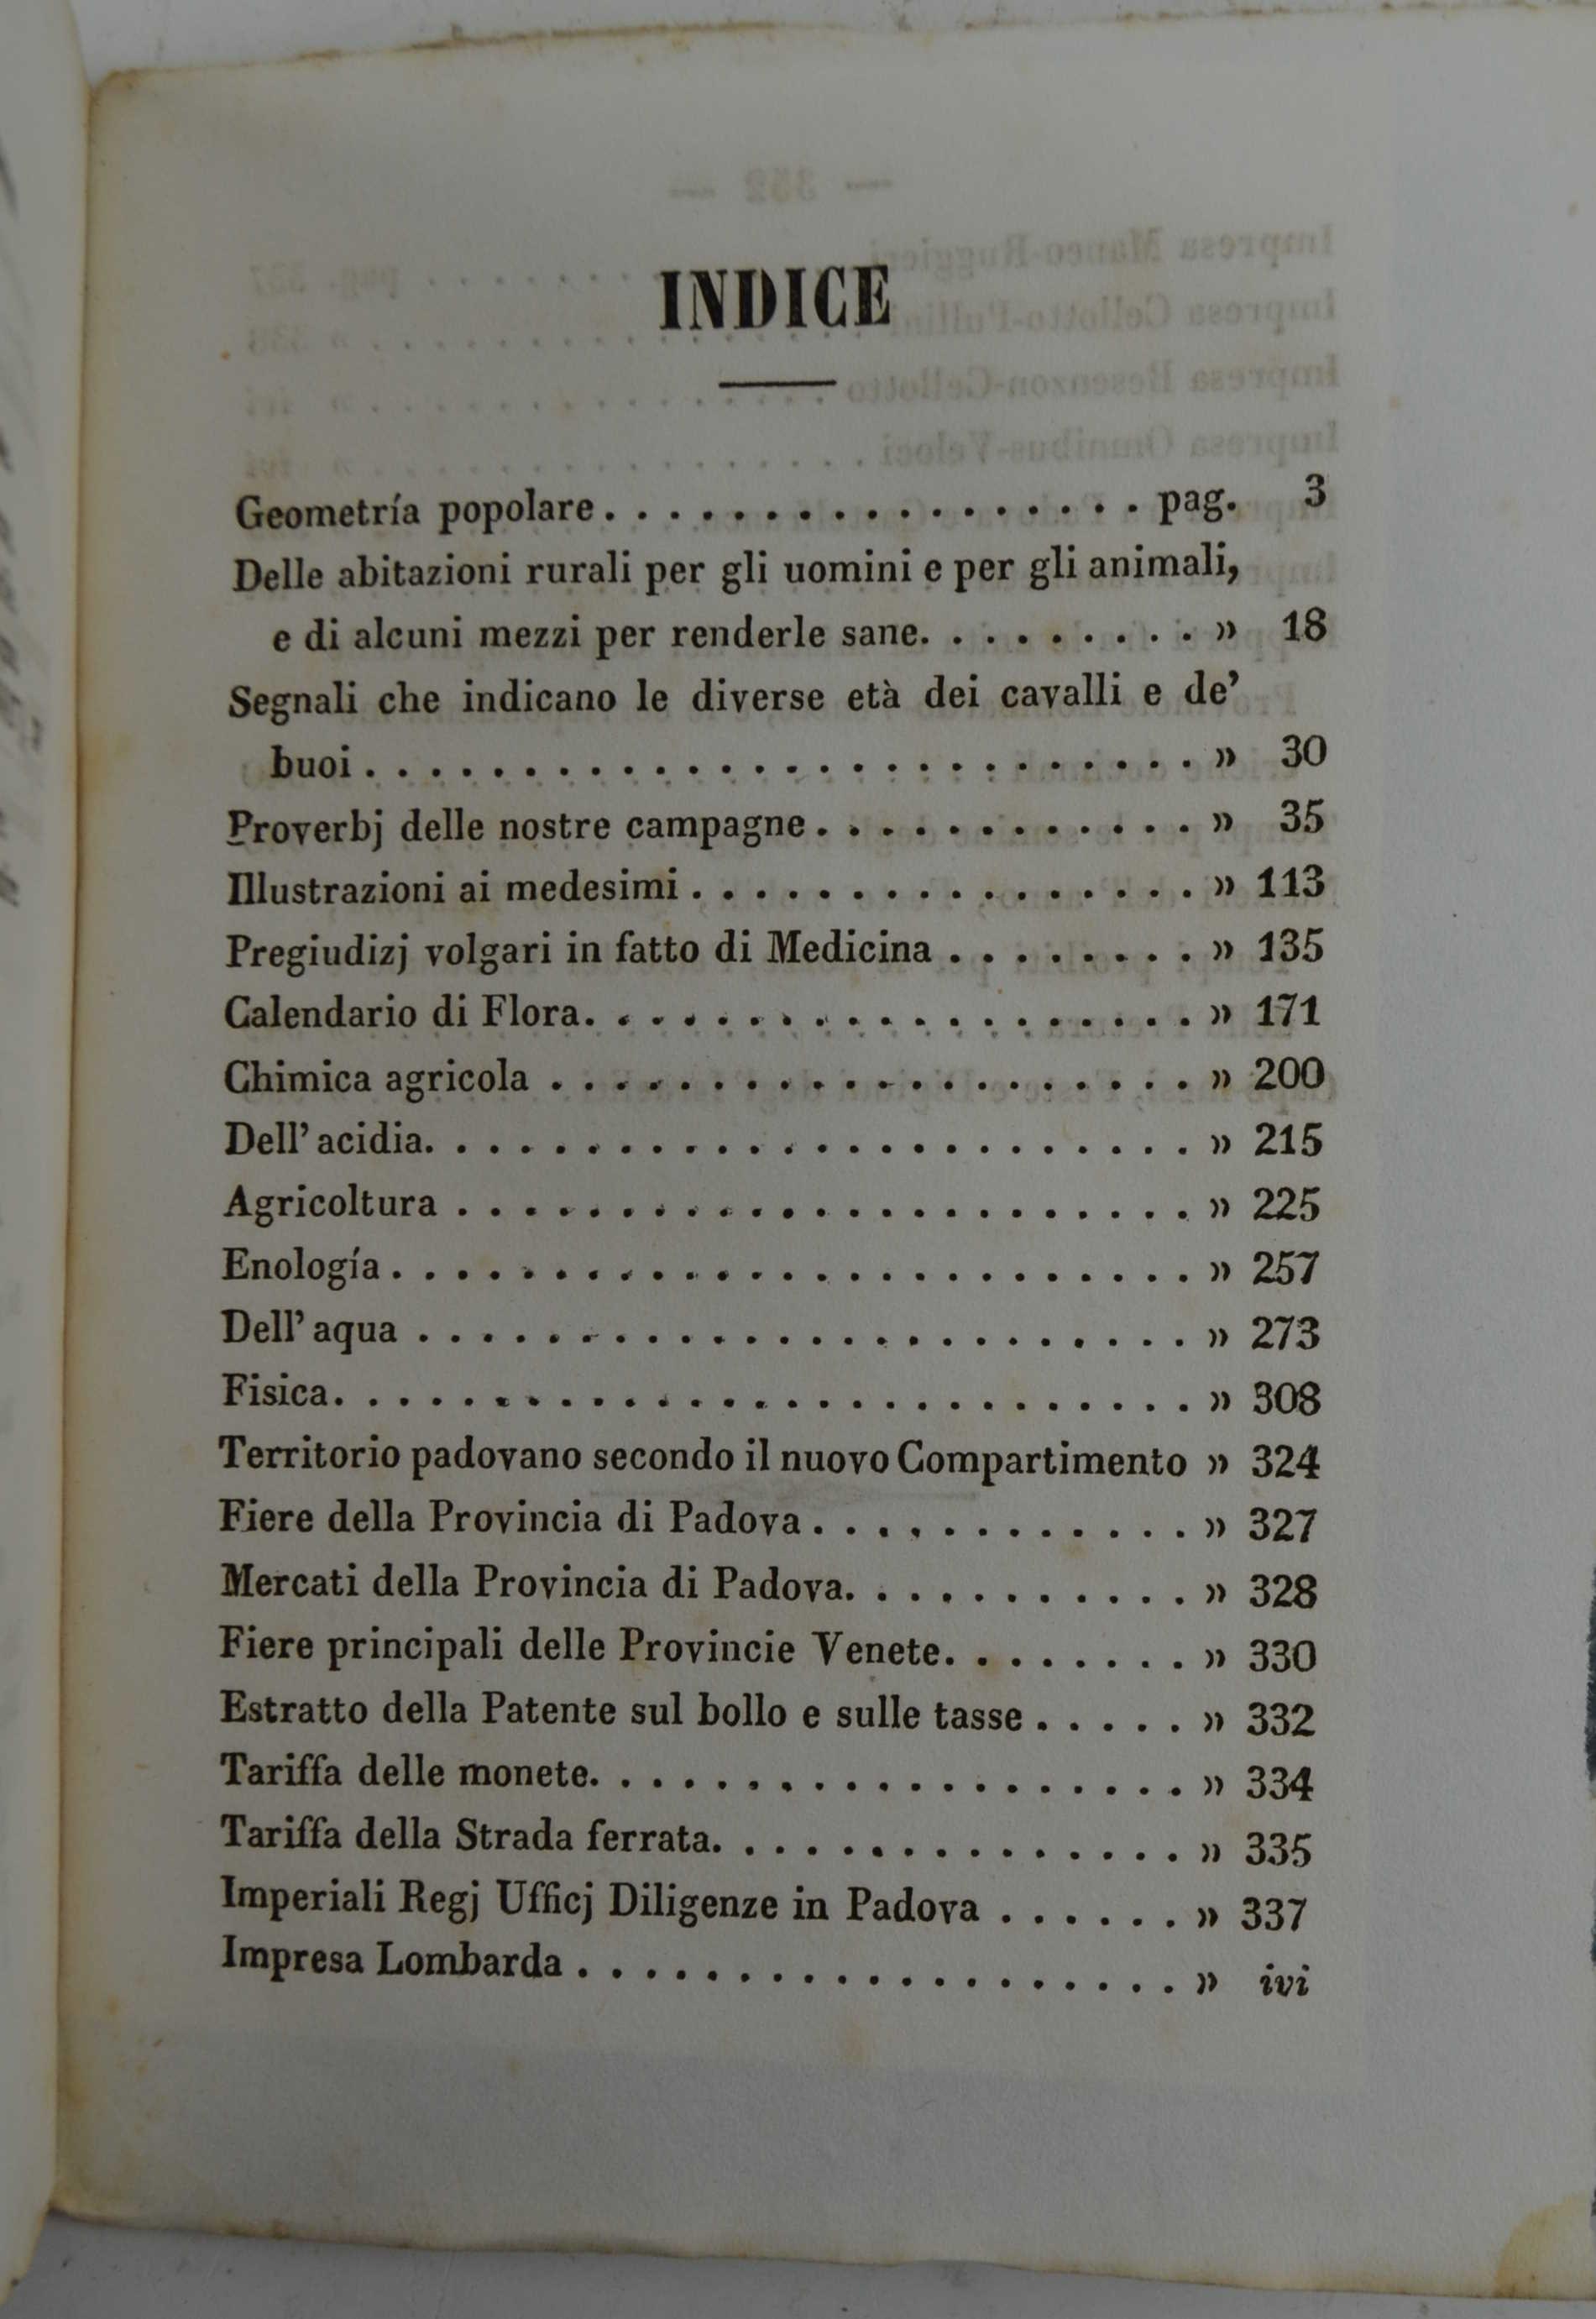 INDICE
Geometría popolare. . . . . . . . . . . . . . . . . pag. 3
Delle abitazioni rurali per gli uomini e per gli animali,
e di alcuni mezzi per renderle sane. . . . . . . . . » 18
Segnali che indicano le diverse età dei cavalli e de'
buoi . . . . . . . . . . . . . . . . . . . . . . . . . . » 30
Proverbj delle nostre campagne . . . . . . . . . . . . » 35
Illustrazioni ai medesimi . . . . . . . . . . . . . . . . » 113
Pregiudizj volgari in fatto di Medicina . . . . . . . . » 135
Calendario di Flora. . . . . . . . . . . . . . . . . . . » 171
Chimica agricola . . . . . . . . . . . . . . . . . . . . » 200
Dell' acidia. . . . . . . . . . . . . . . . . . . . . . . . » 215
Agricoltura . . . . . . . . . . . . . . . . . . . . . . . » 225
Enología . . . . . . . . . . . . . . . . . . . . . . . . . » 257
Dell' aqua . . . . . . . . . . . . . . . . . . . . . . . . » 273
Fisica. . . . . . . . . . . . . . . . . . . . . . . . . . . » 308
Territorio padovano secondo il nuovo Compartimento » 324
Fiere della Provincia di Padova . . . . . . . . . . . . » 327
Mercati della Provincia di Padova. . . . . . . . . . . » 328
Fiere principali delle Provincie Venete. . . . . . . . » 330
Estratto della Patente sul bollo e sulle tasse . . . . . » 332
Tariffa delle monete. . . . . . . . . . . . . . . . . . . » 334
Tariffa della Strada ferrata. . . . . . . . . . . . . . . » 335
Imperiali Regj Ufficj Diligenze in Padova . . . . . . » 337
Impresa Lombarda . . . . . . . . . . . . . . . . . . . » ivi